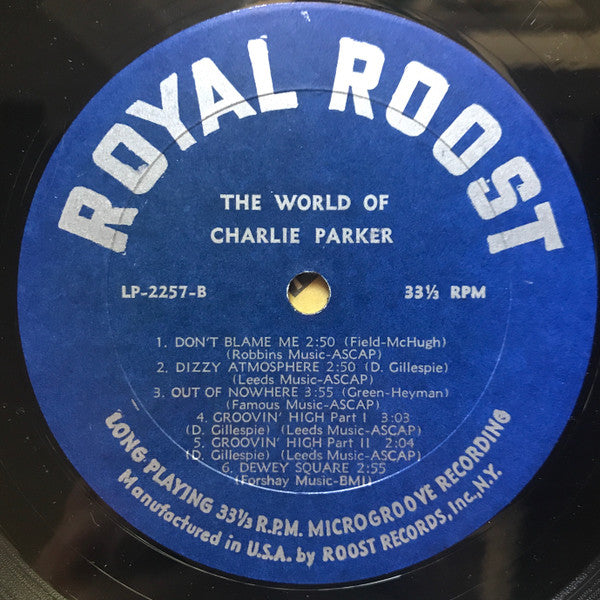 ROYAL ROOST
THE WORLD OF
CHARLIE PARKER
LP-2257-B
33⅓ RPM
1. DON'T BLAME ME 2:50 (Field-McHugh)
(Robbins Music-ASCAP)
2. DIZZY ATMOSPHERE 2:50 (D. Gillespie)
(Leeds Music-ASCAP)
3. OUT OF NOWHERE 3:55 (Green-Heyman)
(Famous Music-ASCAP)
4. GROOVIN' HIGH Part I 3:03
(D. Gillespie) (Leeds Music-ASCAP)
5. GROOVIN' HIGH Part II 2:04
(D. Gillespie) (Leeds Music-ASCAP)
6. DEWEY SQUARE 2:55
(Forshay Music-BMI)
LONG PLAYING 33⅓ R.P.M. MICROGROOVE RECORDING
Manufactured in U.S.A. by ROOST RECORDS, Inc., N.Y.